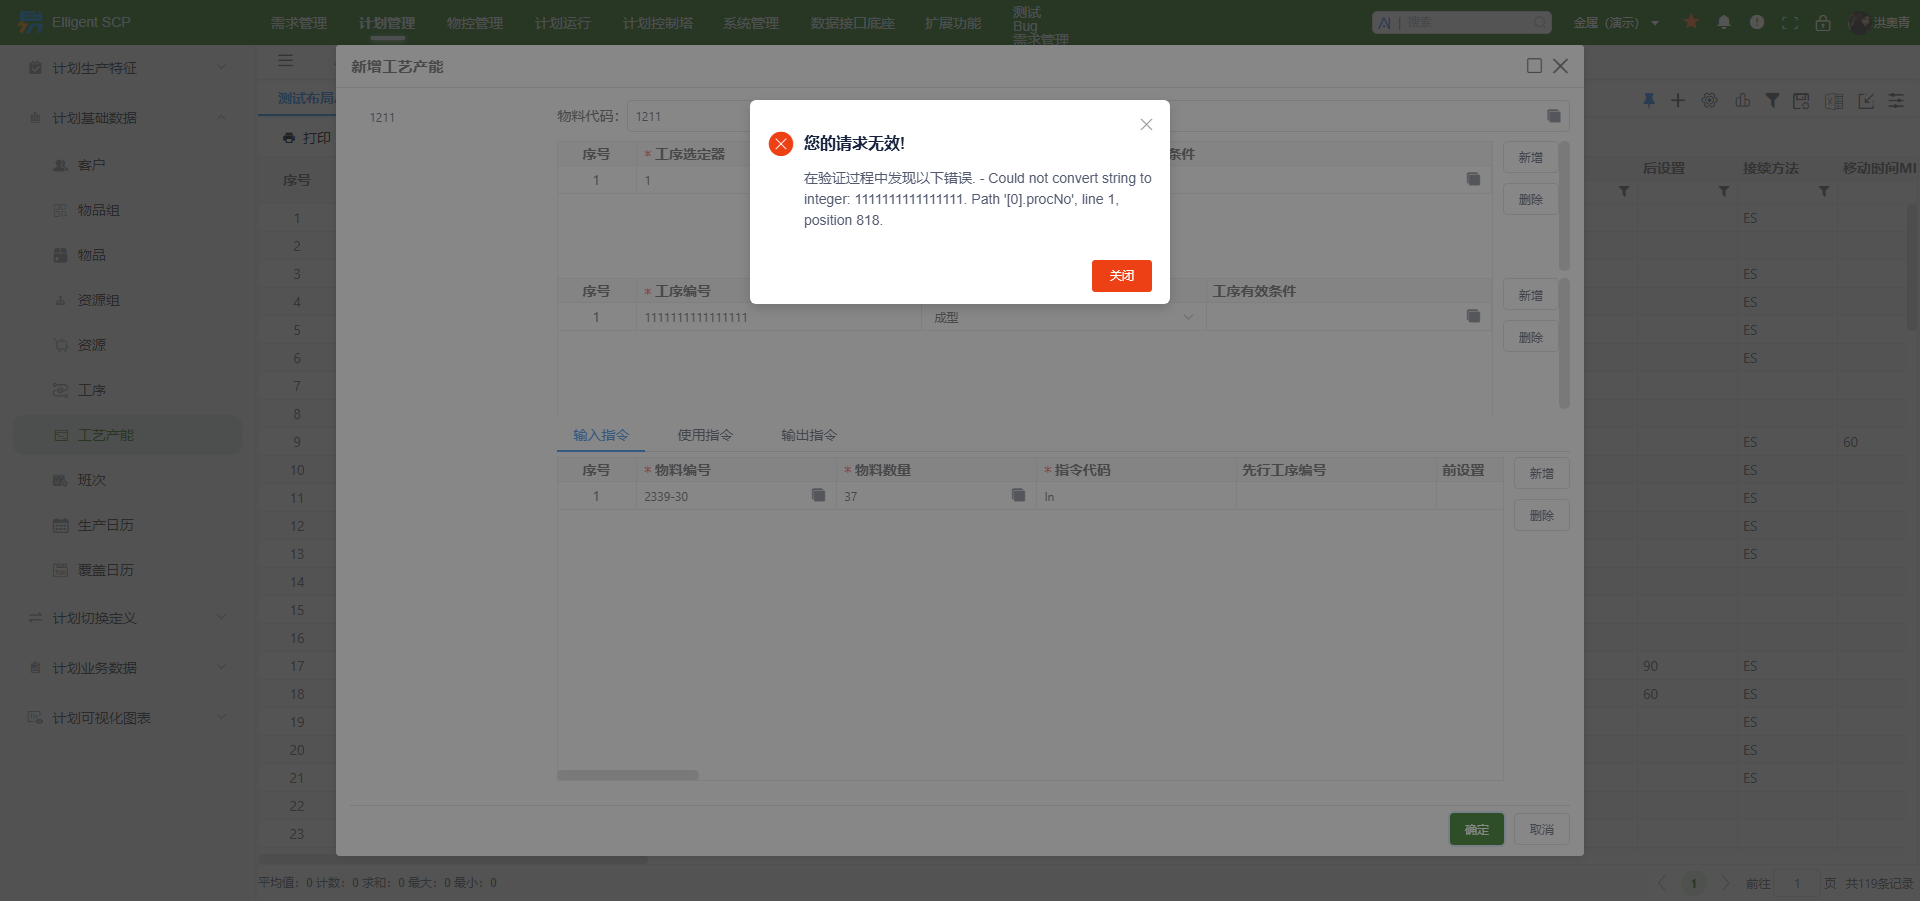 Elligent SCP
需求管理
计划管理
物控管理
计划运行
计划控制塔
系统管理
数据接口底座
扩展功能
测试
Bug
需求管理
搜索
金属（演示）
洪奥青
计划生产特征
计划基础数据
客户
物品组
物品
资源组
资源
工序
工艺产能
班次
生产日历
覆盖日历
计划切换定义
计划业务数据
计划可视化图表
测试布局
打印
序号
1
2
3
4
5
6
7
8
9
10
11
12
13
14
15
16
17
18
19
20
21
22
23
新增工艺产能
1211
物料代码： 1211
序号 * 工序选定器 条件
1 1
新增
删除
您的请求无效!
在验证过程中发现以下错误. - Could not convert string to
integer: 1111111111111111. Path '[0].procNo', line 1,
position 818.
关闭
序号 * 工序编号 工序有效条件
1 1111111111111111 成型
新增
删除
输入指令 使用指令 输出指令
序号 * 物料编号 * 物料数量 * 指令代码 先行工序编号 前设置
1 2339-30 37 In
新增
删除
确定 取消
后设置 接续方法 移动时间MI
ES
ES
ES
ES
ES
ES 60
ES
ES
ES
ES
90 ES
60 ES
ES
ES
ES
平均值：0 计数：0 求和：0 最大：0 最小：0
1 前往 1 页 共119条记录